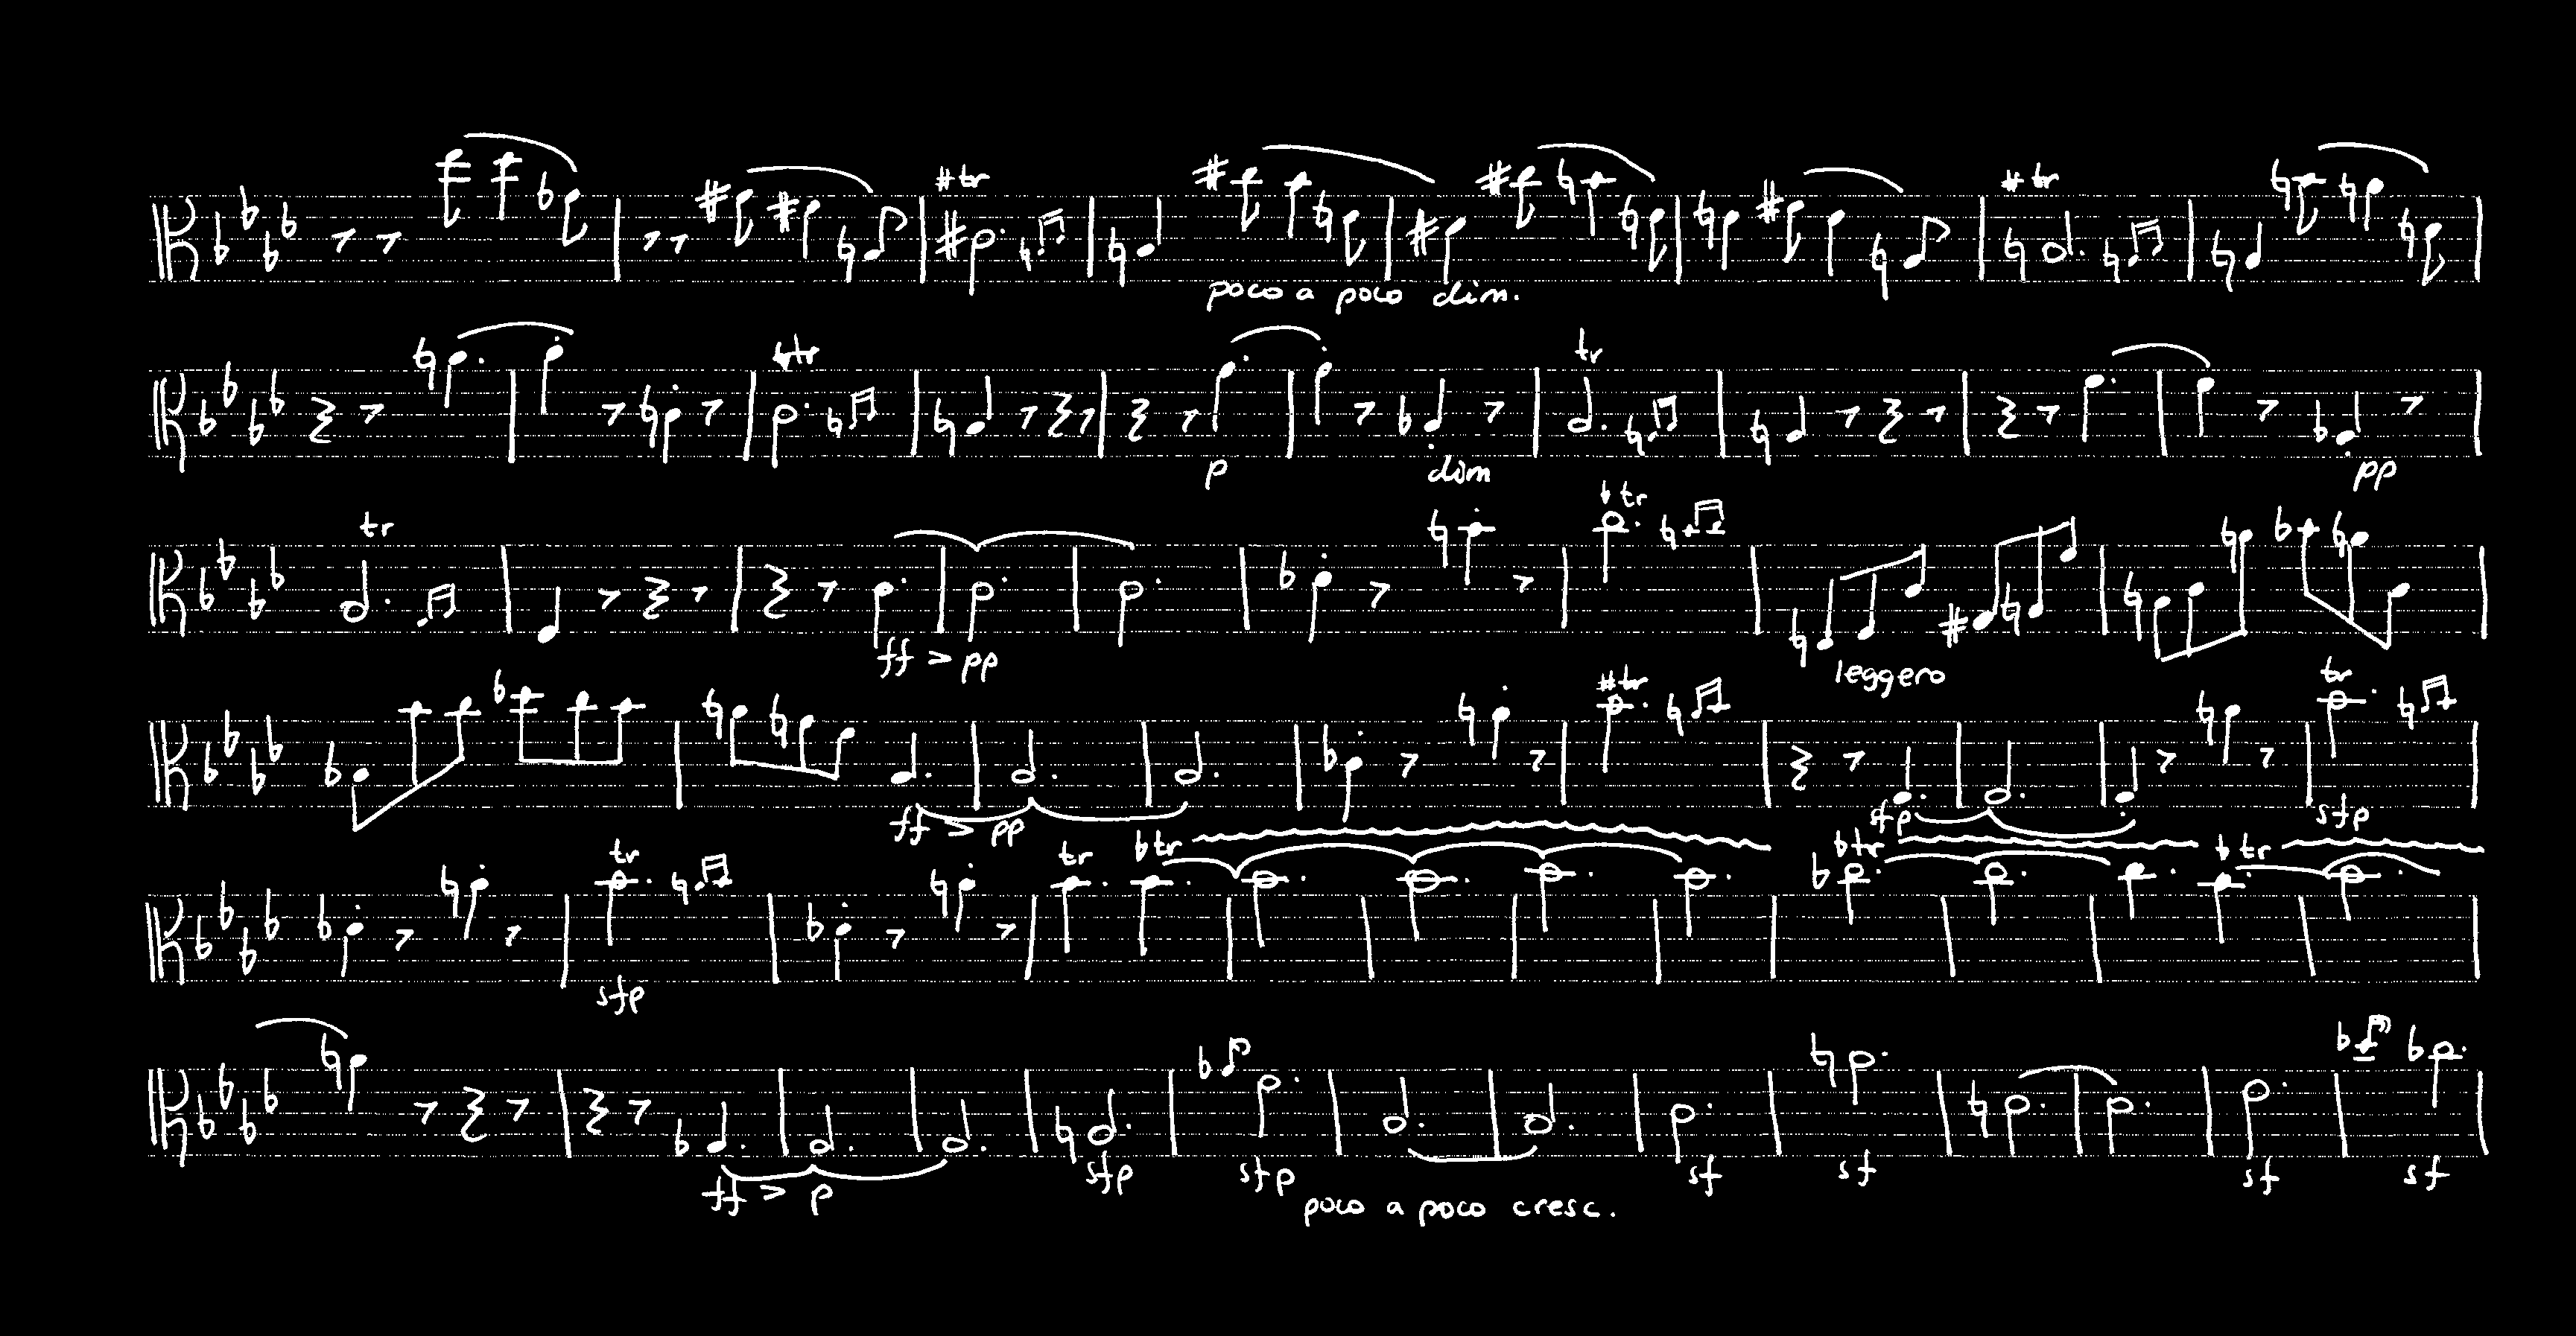 tr
tr
poco a poco dim.
tr
tr
p
dim
pp
tr
tr
ff > pp
leggero
tr
tr
ff > pp
sfp
sfp
tr
tr
tr
tr
tr
sfp
ff > p
sfp
sfp
poco a poco cresc.
sf
sf
sf
sf